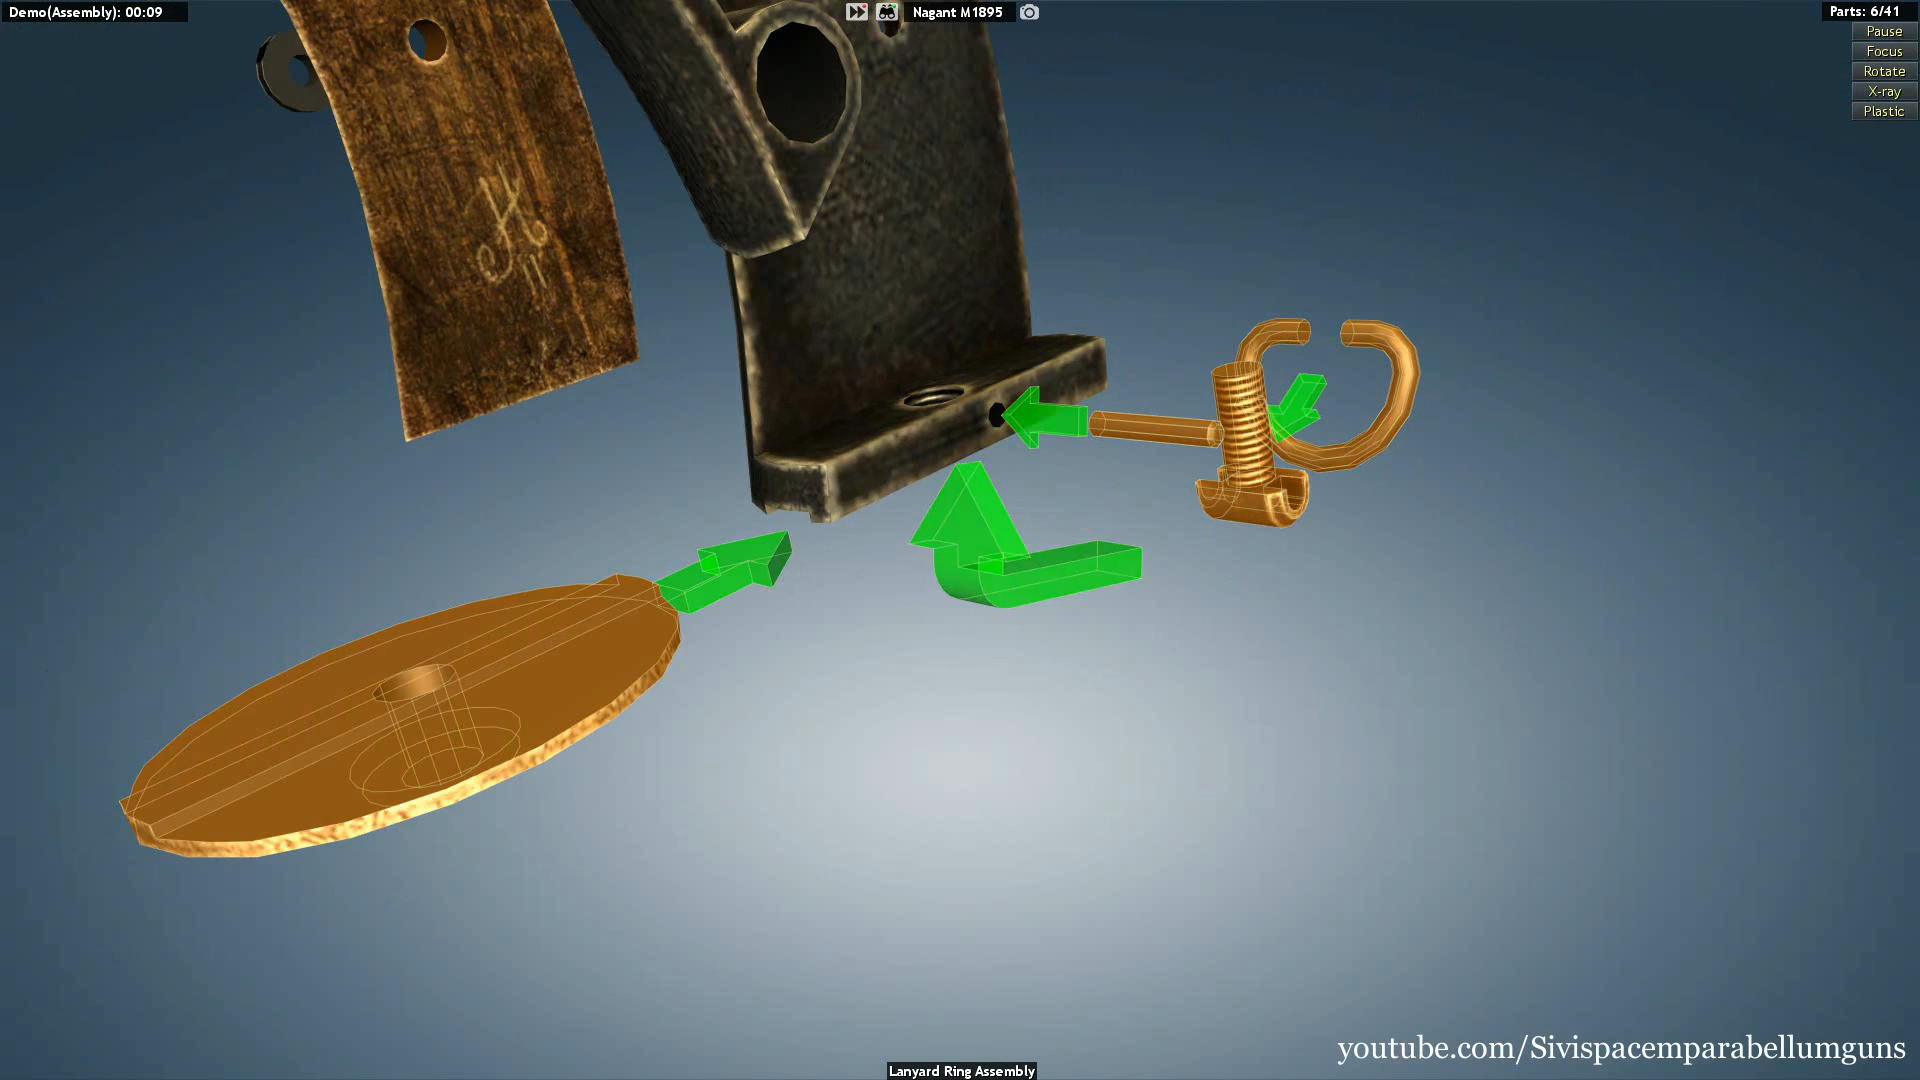 Demo(Assembly): 00:09
Nagant M1895
Parts: 6/41
Pause
Focus
Rotate
X-ray
Plastic
youtube.com/Sivispacemparabellumguns
Lanyard Ring Assembly